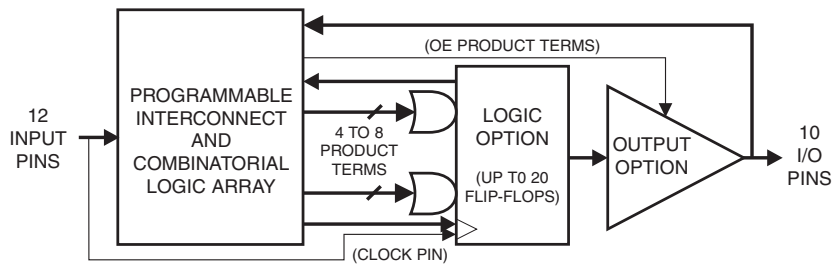 (OE PRODUCT TERMS)
12
INPUT
PINS
PROGRAMMABLE
INTERCONNECT
AND
COMBINATORIAL
LOGIC ARRAY
4 TO 8
PRODUCT
TERMS
LOGIC
OPTION
(UP T0 20
FLIP-FLOPS)
OUTPUT
OPTION
10
I/O
PINS
(CLOCK PIN)